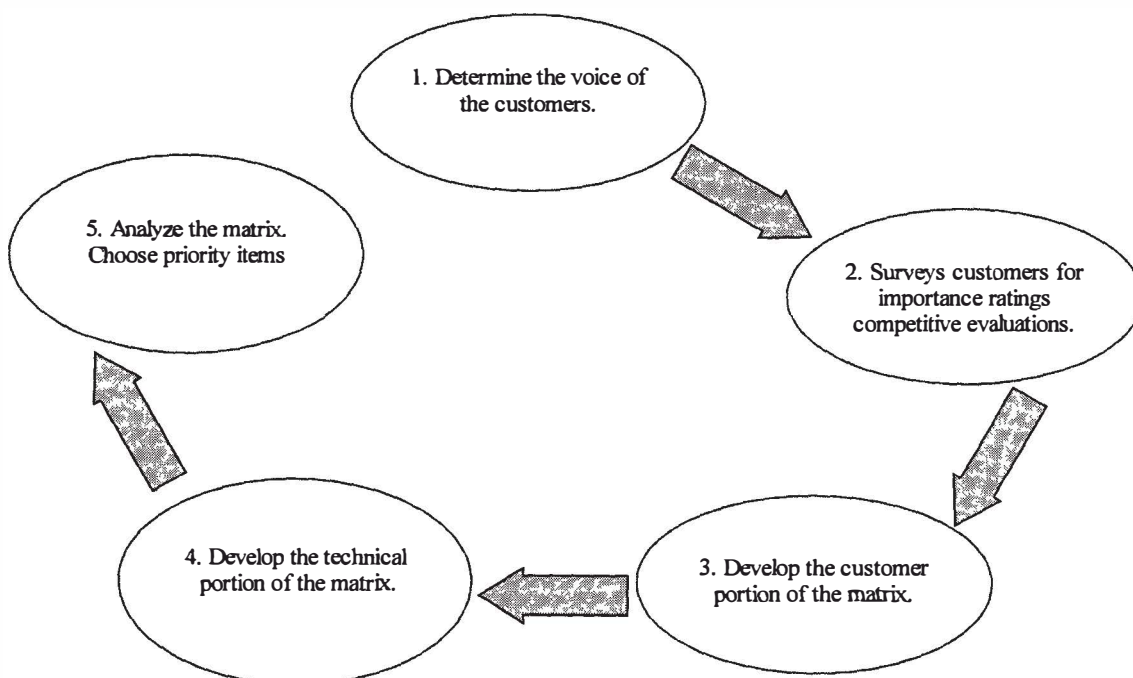 1. Determine the voice of
the customers.
2. Surveys customers for
importance ratings
competitive evaluations.
3. Develop the customer
portion of the matrix.
4. Develop the technical
portion of the matrix.
5. Analyze the matrix.
Choose priority items